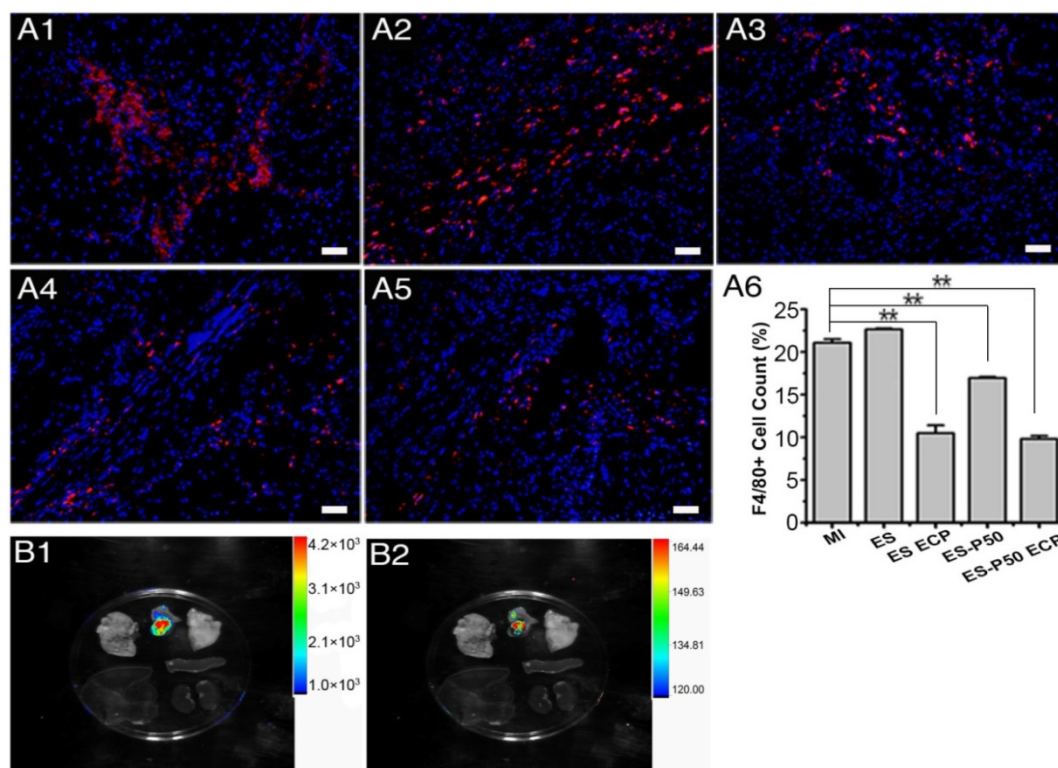 A1
A2
A3
A4
A5
A6
**
**
**
25
20
15
10
5
0
F4/80+ Cell Count (%)
MI
ES
ES ECP
ES-P50
ES-P50 ECP
B1
4.2×10³
3.1×10³
2.1×10³
1.0×10³
B2
164.44
149.63
134.81
120.00